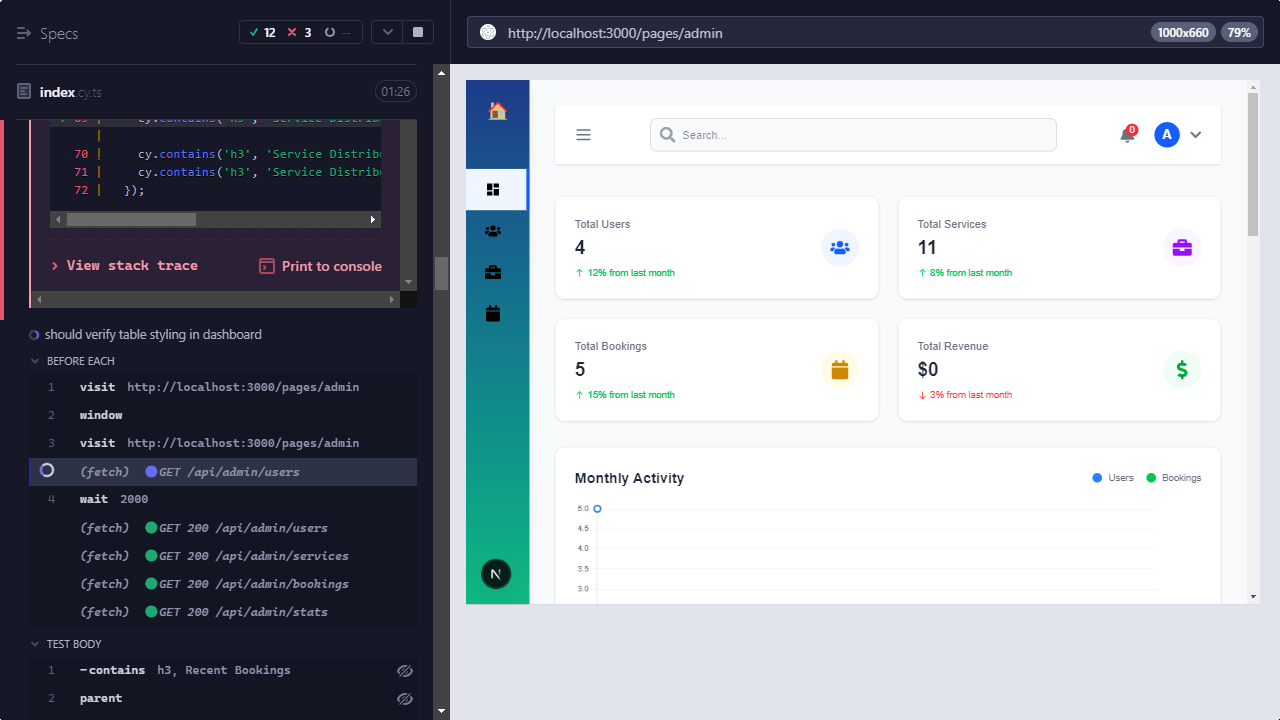 Specs
12
3
--
index.cy.ts
01:26
69 | cy.contains('h3', 'Service Distrib
|
70 | cy.contains('h3', 'Service Distrib
71 | cy.contains('h3', 'Service Distrib
72 | });
View stack trace
Print to console
should verify table styling in dashboard
BEFORE EACH
1 visit http://localhost:3000/pages/admin
2 window
3 visit http://localhost:3000/pages/admin
(fetch) GET /api/admin/users
4 wait 2000
(fetch) GET 200 /api/admin/users
(fetch) GET 200 /api/admin/services
(fetch) GET 200 /api/admin/bookings
(fetch) GET 200 /api/admin/stats
TEST BODY
1 -contains h3, Recent Bookings
2 parent
http://localhost:3000/pages/admin
1000x660
79%
Search...
0
A
Total Users
4
↑ 12% from last month
Total Services
11
↑ 8% from last month
Total Bookings
5
↑ 15% from last month
Total Revenue
$0
↓ 3% from last month
Monthly Activity
Users
Bookings
5.0
4.5
4.0
3.5
3.0
N